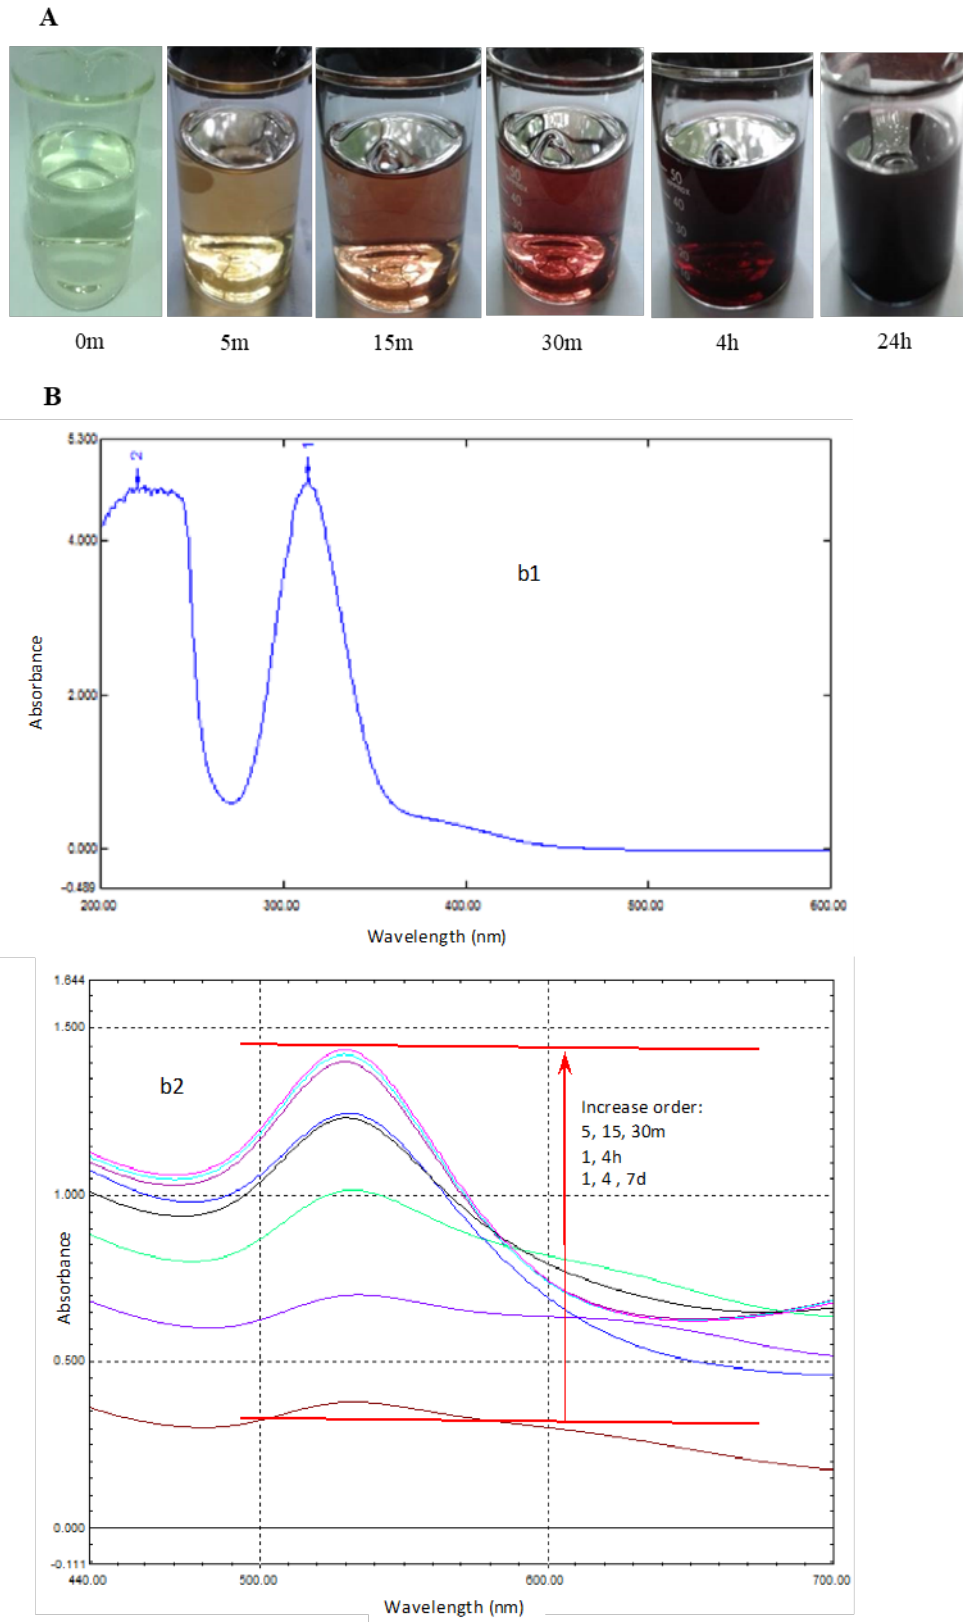 A
0m 5m 15m 30m 4h 24h
B
5.300
2
1
4.000
b1
Absorbance
2.000
0.000
-0.489
200.00 300.00 400.00 500.00 600.00
Wavelength (nm)
1.644
1.500
b2
Increase order:
5, 15, 30m
1, 4h
1, 4 , 7d
1.000
Absorbance
0.500
0.000
-0.111
440.00 500.00 600.00 700.00
Wavelength (nm)